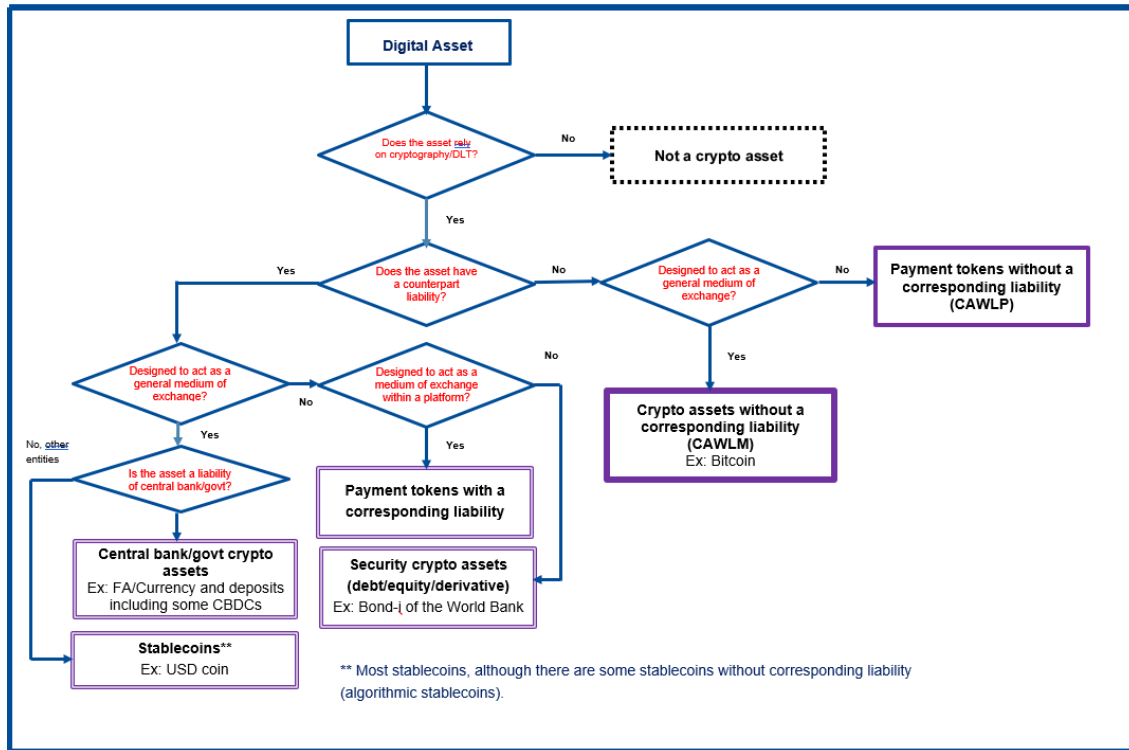 Digital Asset
Does the asset rely
on cryptography/DLT?
No
Not a crypto asset
Yes
Yes
Does the asset have
a counterpart
liability?
No
Designed to act as a
general medium of
exchange?
No
Payment tokens without a
corresponding liability
(CAWLP)
Yes
Designed to act as a
general medium of
exchange?
No
Designed to act as a
medium of exchange
within a platform?
No
Crypto assets without a
corresponding liability
(CAWLM)
Ex: Bitcoin
Yes
No, other
entities
Is the asset a liability
of central bank/govt?
Yes
Payment tokens with a
corresponding liability
Central bank/govt crypto
assets
Ex: FA/Currency and deposits
including some CBDCs
Security crypto assets
(debt/equity/derivative)
Ex: Bond-i of the World Bank
Stablecoins**
Ex: USD coin
** Most stablecoins, although there are some stablecoins without corresponding liability
(algorithmic stablecoins).